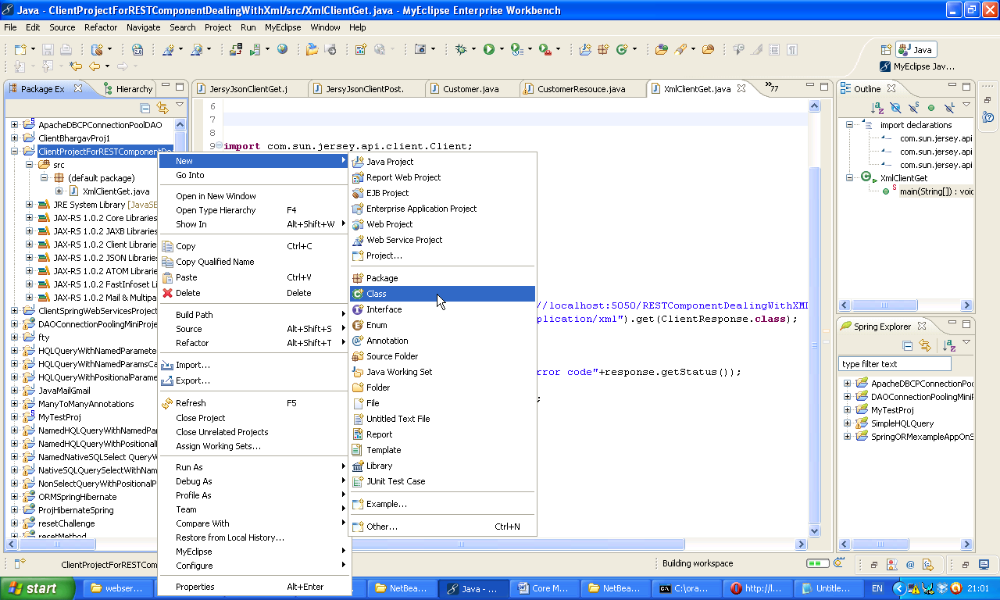 Java - ClientProjectForRESTComponentDealingWithXml/src/XmlClientGet.java - MyEclipse Enterprise Workbench
File Edit Source Refactor Navigate Search Project Run MyEclipse Window Help
Java
MyEclipse Jav...
Package Ex
Hierarchy
JersyJsonClientGet.j
JersyJsonClientPost.
Customer.java
CustomerResouce.java
XmlClientGet.java
»77
Outline
ApacheDBCPConnectionPoolDAO
ClientBhargavProj1
ClientProjectForRESTComponentDe
src
(default package)
XmlClientGet.java
JRE System Library [JavaSE
JAX-RS 1.0.2 Core Libraries
JAX-RS 1.0.2 JAXB Libraries
JAX-RS 1.0.2 Client Librarie
JAX-RS 1.0.2 JSON Librarie
JAX-RS 1.0.2 ATOM Librarie
JAX-RS 1.0.2 FastInfoset Li
JAX-RS 1.0.2 Mail & Multipa
ClientSpringWebServicesProject
DAOConnectionPoolingMiniProje
fty
HQLQueryWithNamedParamete
HQLQueryWithNamedParamsCa
HQLQueryWithPositionalParame
JavaMailGmail
ManyToManyAnnotations
MyTestProj
NamedHQLQueryWithNamedPar
NamedHQLQueryWithPositionalP
NamedNativeSQLSelect QueryW
NativeSQLQuerySelectWithNam
NonSelectQueryWithPositionalP
ORMSpringHibernate
ProjHibernateSpring
resetChallenge
resetMethod
6
7
8
9 import com.sun.jersey.api.client.Client;
//localhost:5050/RESTComponentDealingWithXM
plication/xml").get(ClientResponse.class);
rror code"+response.getStatus());
;
New
Go Into
Open in New Window
Open Type Hierarchy F4
Show In Alt+Shift+W
Copy Ctrl+C
Copy Qualified Name
Paste Ctrl+V
Delete Delete
Build Path
Source Alt+Shift+S
Refactor Alt+Shift+T
Import...
Export...
Refresh F5
Close Project
Close Unrelated Projects
Assign Working Sets...
Run As
Debug As
Profile As
Team
Compare With
Restore from Local History...
MyEclipse
Configure
Properties Alt+Enter
Java Project
Report Web Project
EJB Project
Enterprise Application Project
Web Project
Web Service Project
Project...
Package
Class
Interface
Enum
Annotation
Source Folder
Java Working Set
Folder
File
Untitled Text File
Report
Template
Library
JUnit Test Case
Example...
Other... Ctrl+N
import declarations
com.sun.jersey.api
com.sun.jersey.api
com.sun.jersey.api
XmlClientGet
main(String[]) : void
Spring Explorer
type filter text
ApacheDBCPConnectionPoo
DAOConnectionPoolingMiniP
MyTestProj
SimpleHQLQuery
SpringORMexampleAppOnS
ClientProjectForRESTCom
Building workspace
start
webser...
NetBea...
Java - ...
Core M...
NetBea...
C:\ora...
http://l...
Untitle...
EN
21:01